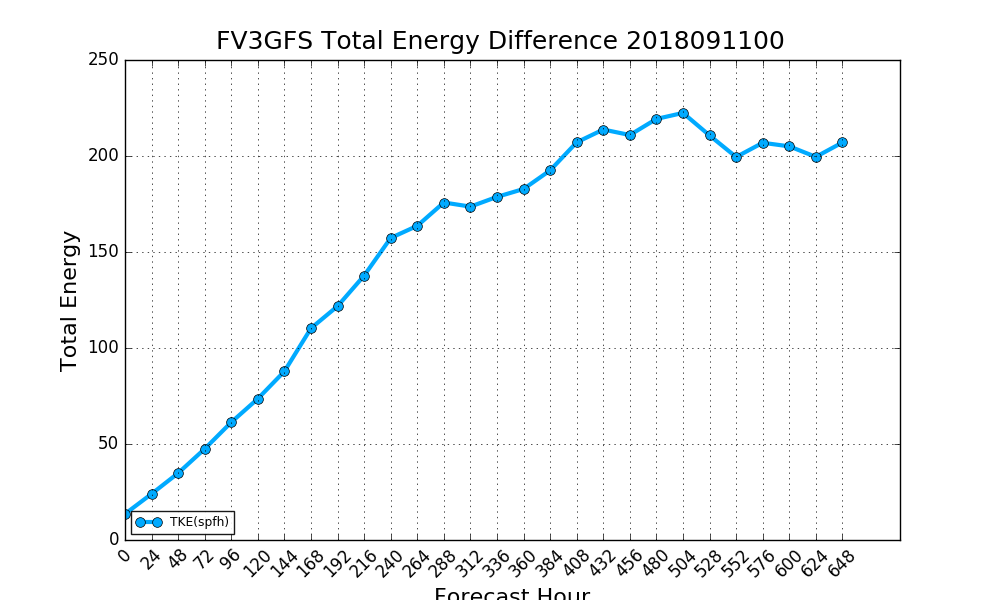 FV3GFS Total Energy Difference 2018091100
250
200
150
100
50
0
Total Energy
TKE(spfh)
0 24 48 72 96 120 144 168 192 216 240 264 288 312 336 360 384 408 432 456 480 504 528 552 576 600 624 648
Forecast Hour